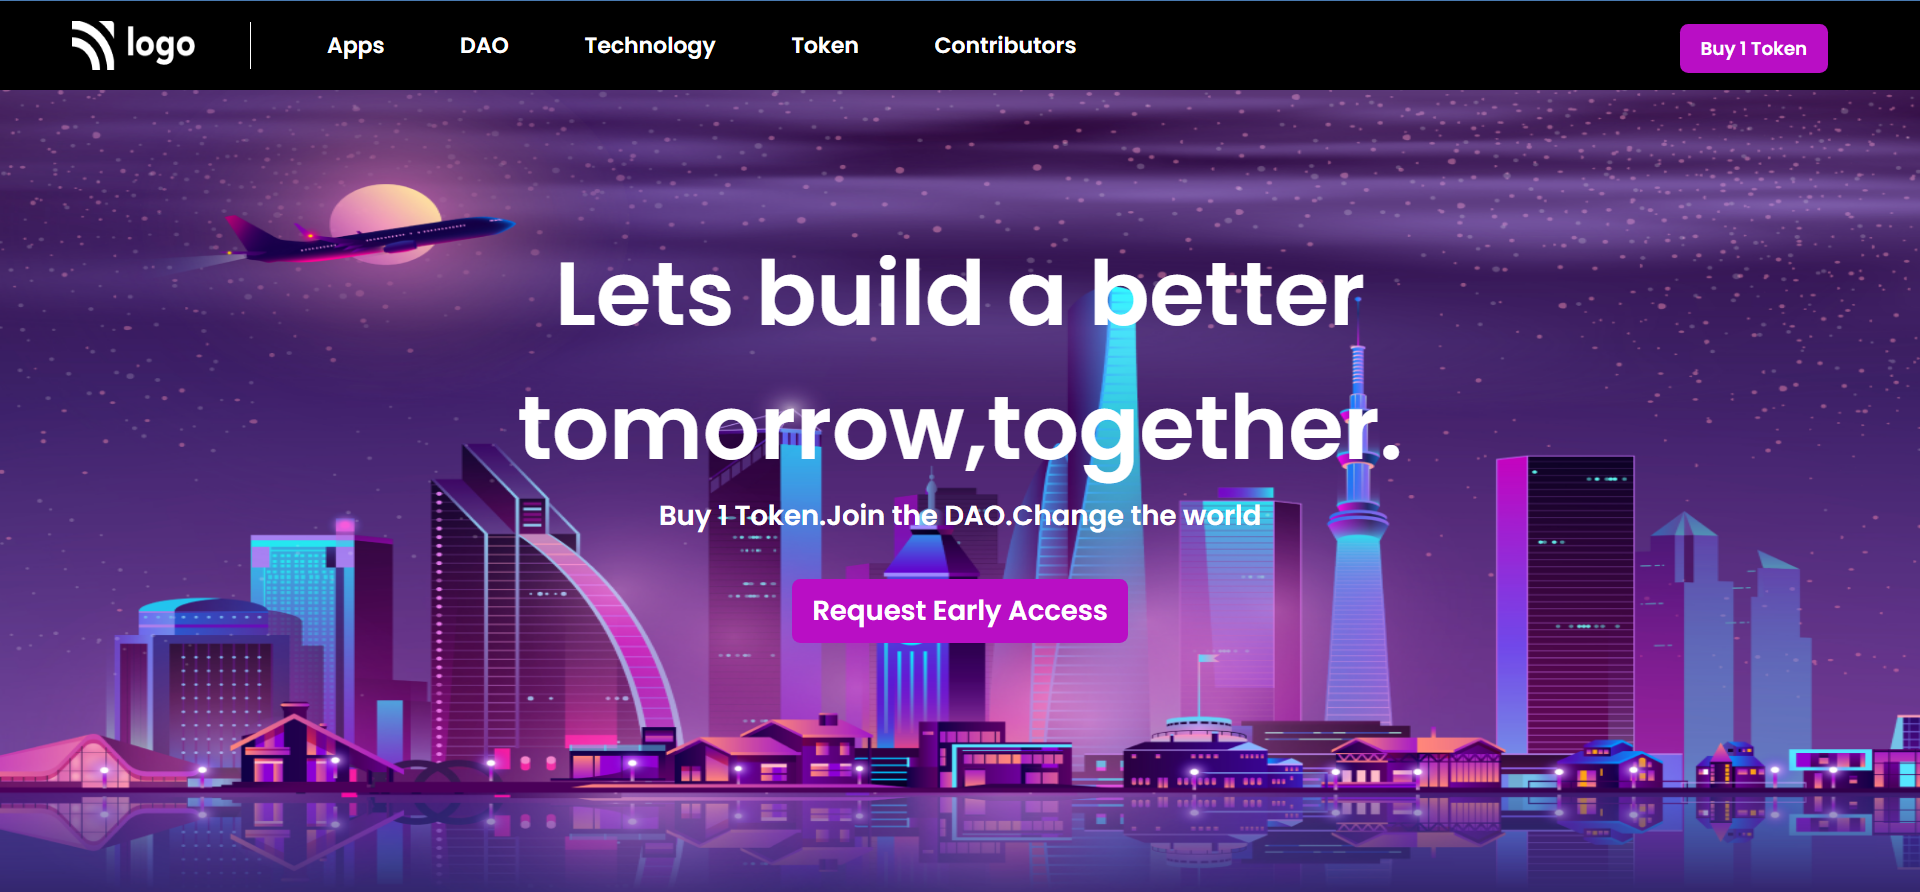 logo
Apps
DAO
Technology
Token
Contributors
Buy 1 Token
Lets build a better
tomorrow,together.
Buy 1 Token.Join the DAO.Change the world
Request Early Access